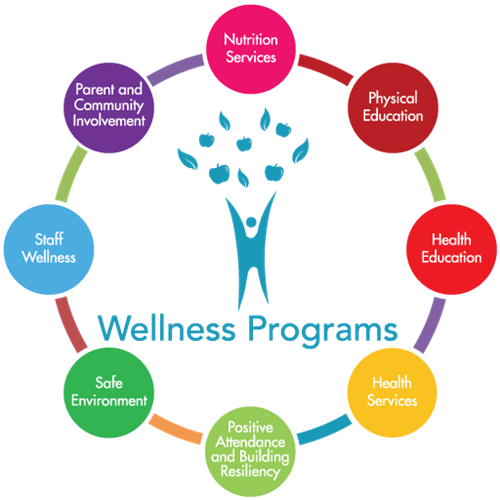 Nutrition
Services
Physical
Education
Health
Education
Health
Services
Positive
Attendance
and Building
Resiliency
Safe
Environment
Staff
Wellness
Parent and
Community
Involvement
Wellness Programs